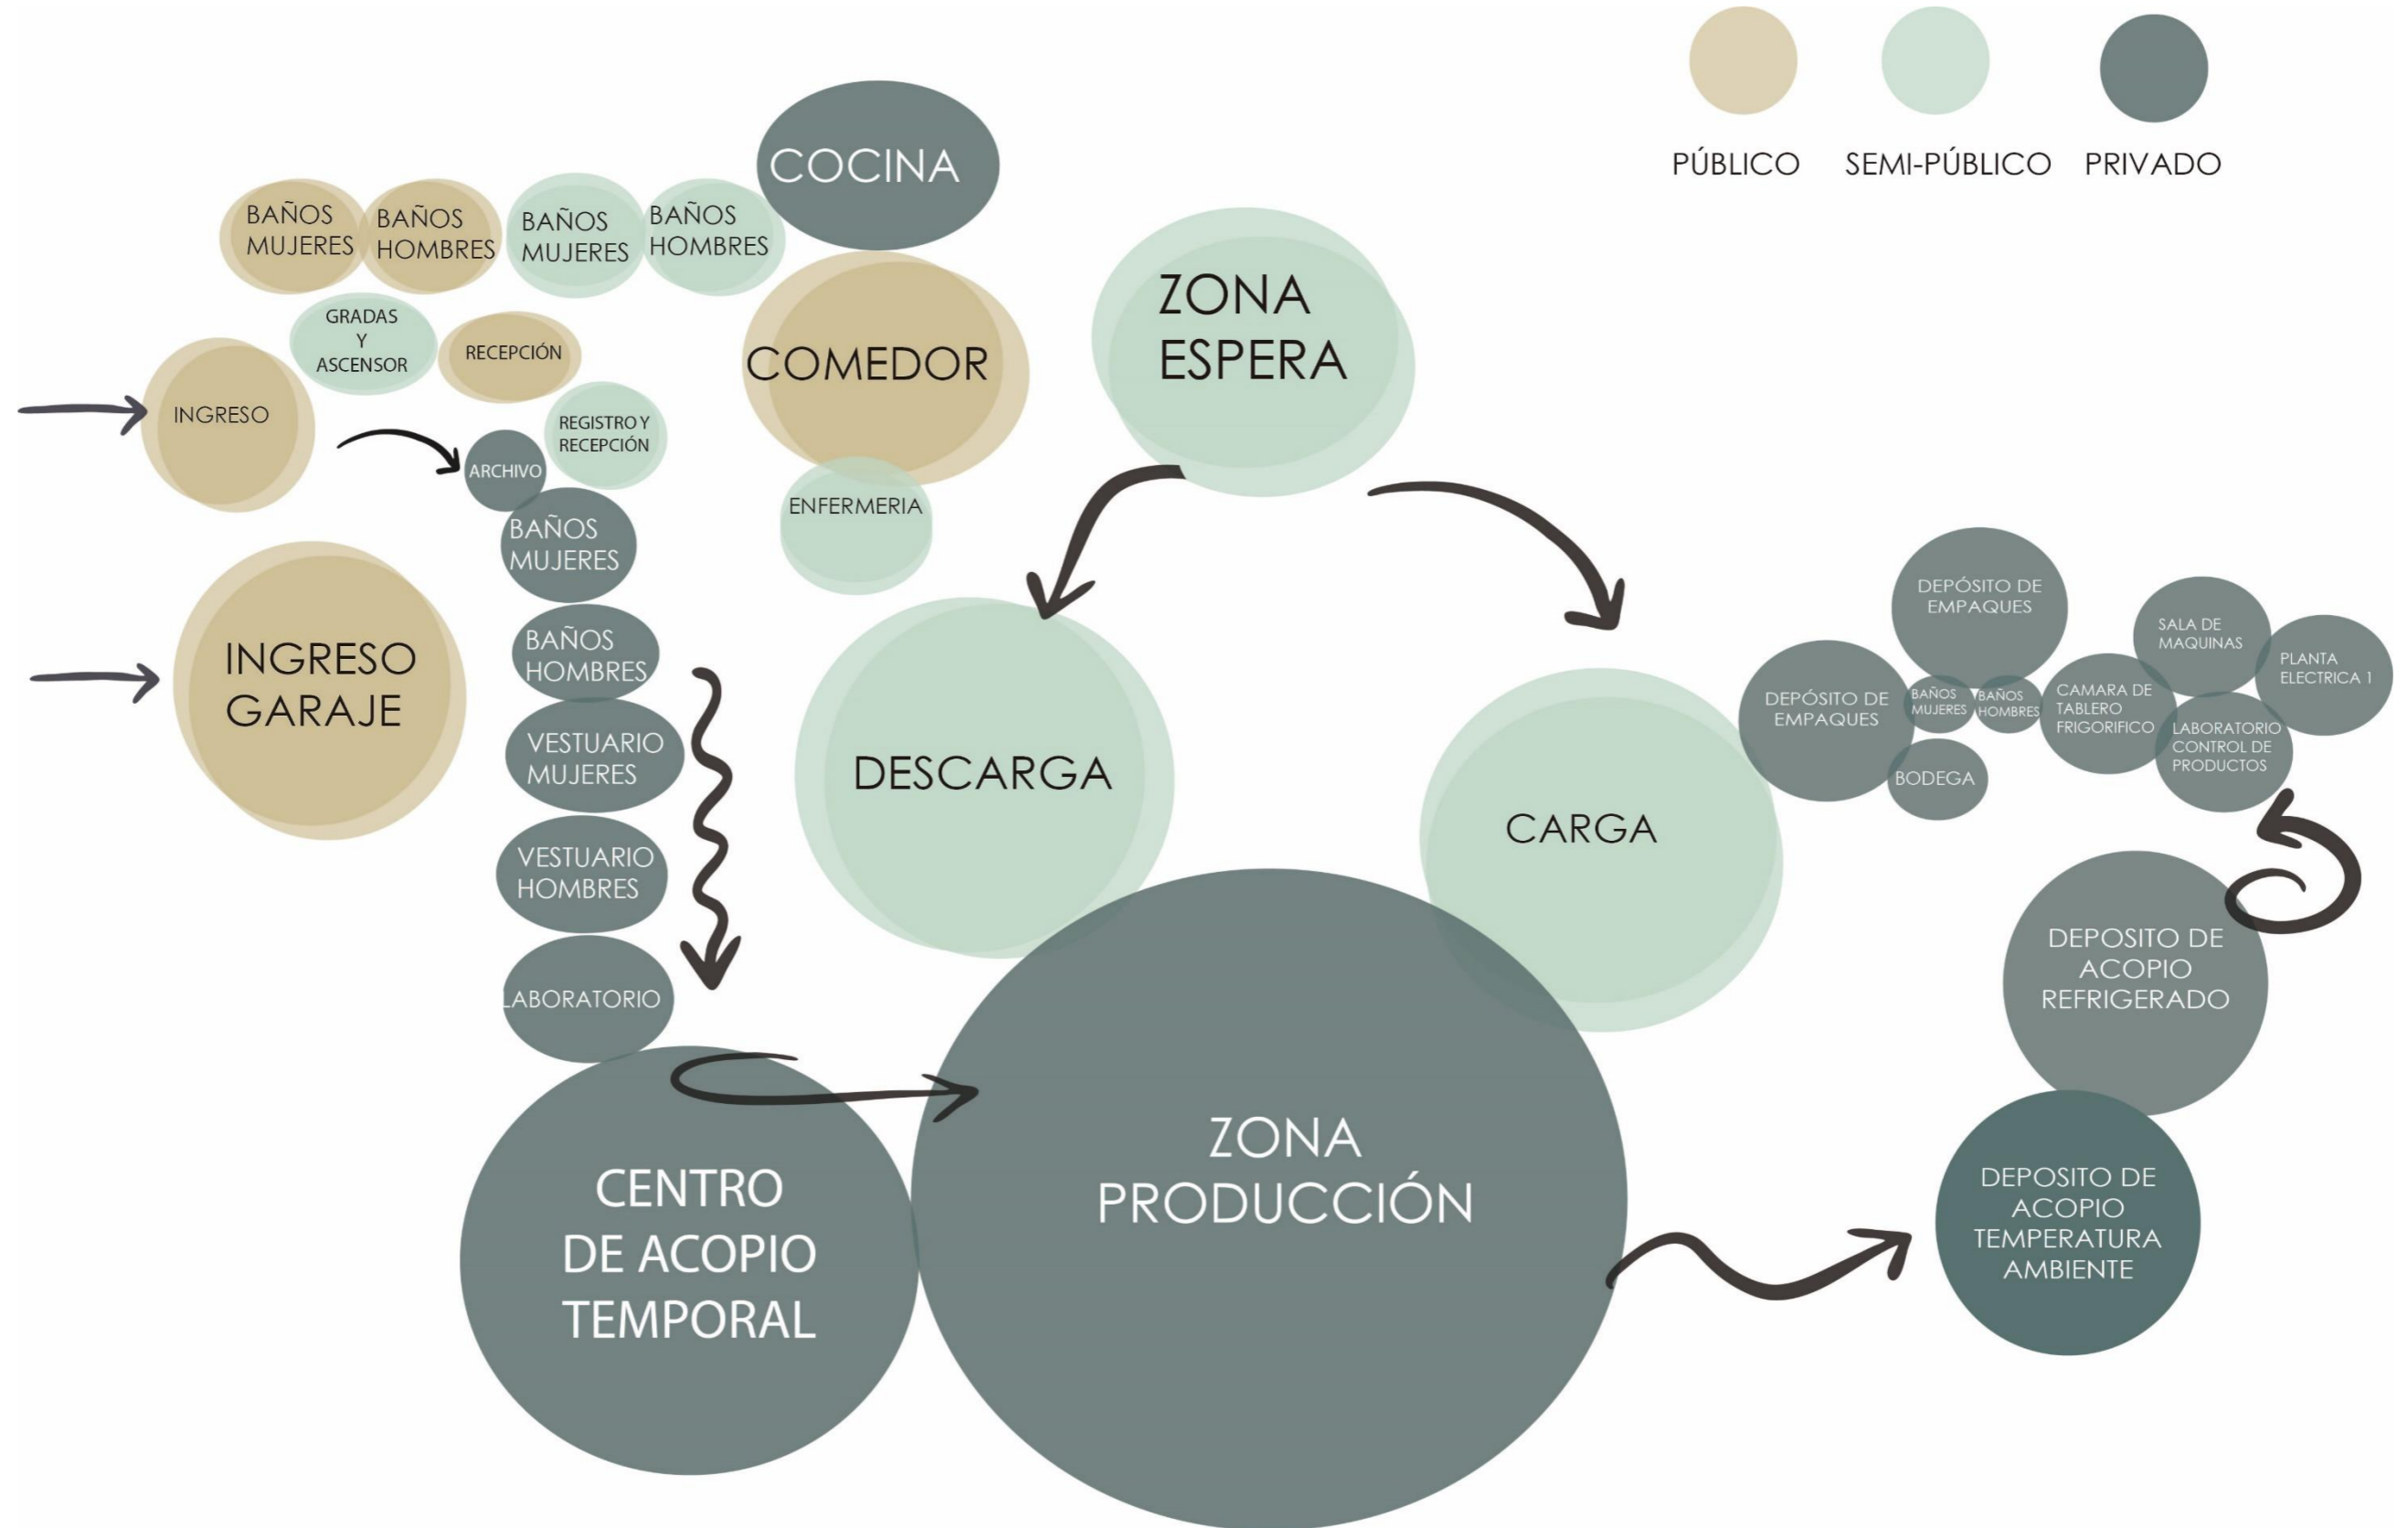 PÚBLICO
SEMI-PÚBLICO
PRIVADO
COCINA
BAÑOS
MUJERES
BAÑOS
HOMBRES
BAÑOS
MUJERES
BAÑOS
HOMBRES
GRADAS
Y
ASCENSOR
RECEPCIÓN
COMEDOR
ZONA
ESPERA
INGRESO
REGISTRO Y
RECEPCIÓN
ARCHIVO
ENFERMERIA
BAÑOS
MUJERES
BAÑOS
HOMBRES
INGRESO
GARAJE
VESTUARIO
MUJERES
VESTUARIO
HOMBRES
LABORATORIO
DESCARGA
CARGA
DEPÓSITO DE
EMPAQUES
DEPÓSITO DE
EMPAQUES
BAÑOS
MUJERES
BAÑOS
HOMBRES
BODEGA
CAMARA DE
TABLERO
FRIGORIFICO
SALA DE
MAQUINAS
PLANTA
ELECTRICA 1
LABORATORIO
CONTROL DE
PRODUCTOS
DEPOSITO DE
ACOPIO
REFRIGERADO
DEPOSITO DE
ACOPIO
TEMPERATURA
AMBIENTE
ZONA
PRODUCCIÓN
CENTRO
DE ACOPIO
TEMPORAL